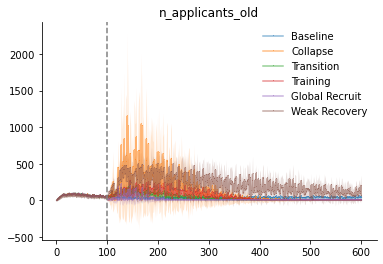 n_applicants_old
Baseline
Collapse
Transition
Training
Global Recruit
Weak Recovery
2000
1500
1000
500
0
−500
0 100 200 300 400 500 600